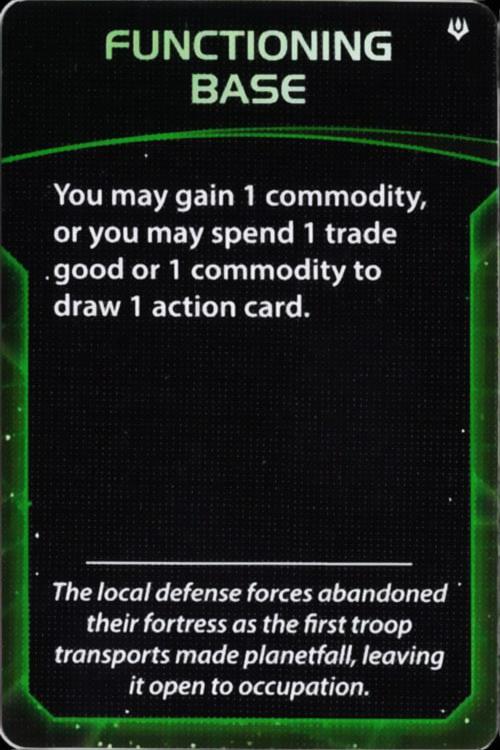 FUNCTIONING
BASE
You may gain 1 commodity,
or you may spend 1 trade
good or 1 commodity to
draw 1 action card.
The local defense forces abandoned
their fortress as the first troop
transports made planetfall, leaving
it open to occupation.